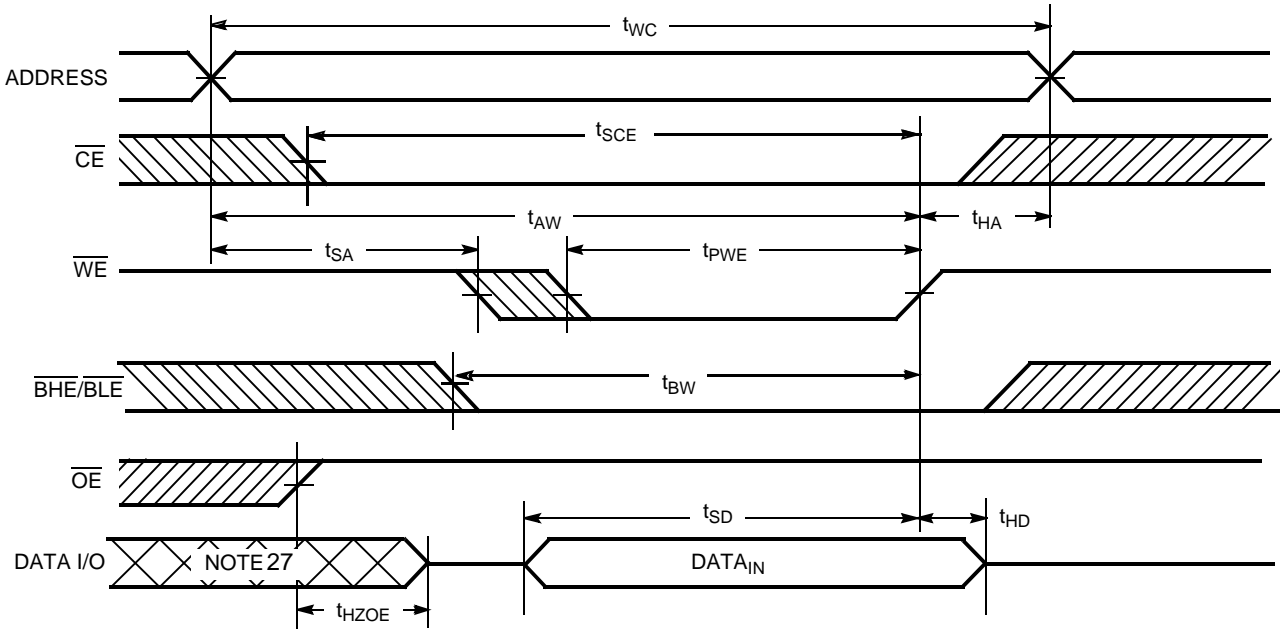 tWC
ADDRESS
tSCE
CE
tAW
tHA
tSA
tPWE
WE
BHE/BLE
tBW
OE
tSD
tHD
DATA I/O
NOTE 27
DATAIN
tHZOE